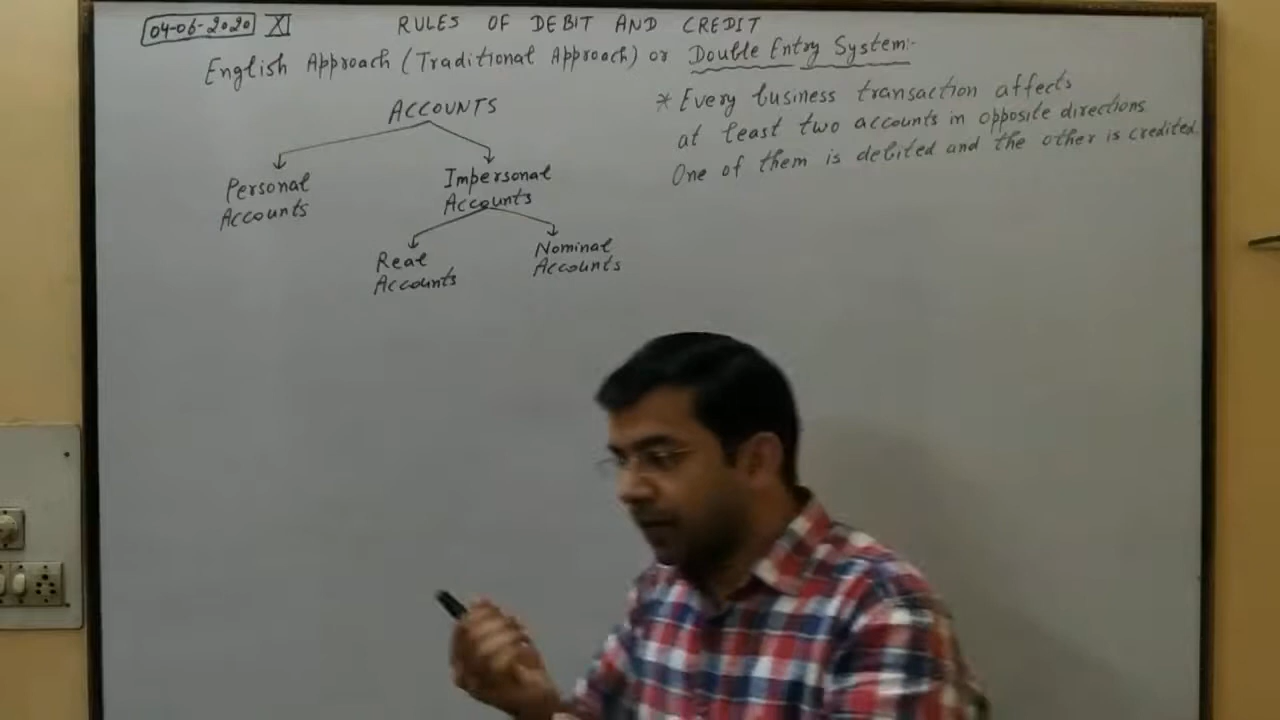 04-06-2020 XI RULES OF DEBIT AND CREDIT
English Approach (Traditional Approach) or Double Entry System:-
ACCOUNTS
Personal
Accounts
Impersonal
Accounts
Real
Accounts
Nominal
Accounts
* Every business transaction affects
at least two accounts in opposite directions
One of them is debited and the other is credited.